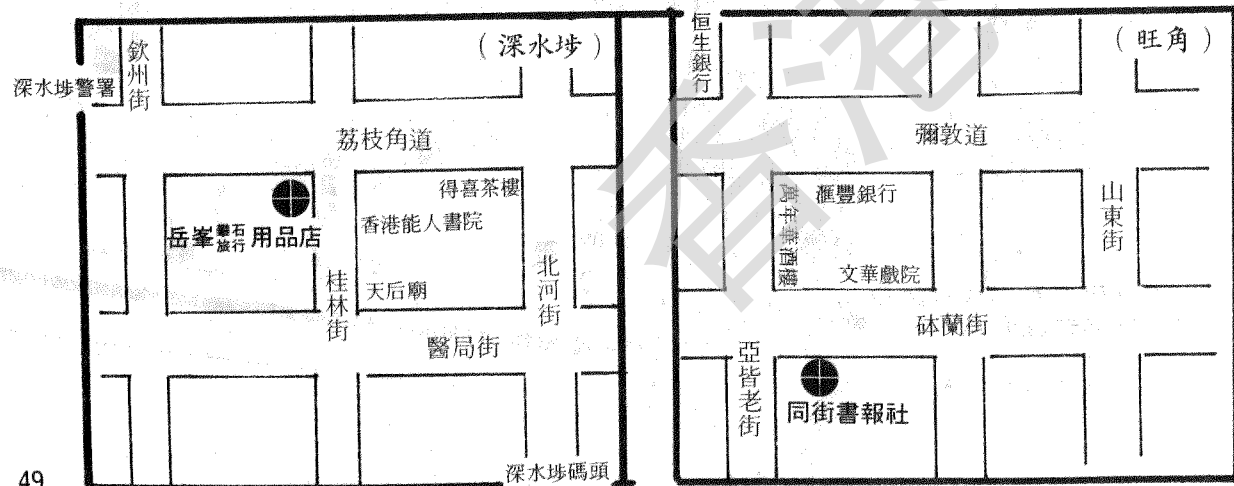 (深水埗)
欽州街
深水埗警署
荔枝角道
得喜茶樓
香港能人書院
岳峯攀石旅行用品店
桂林街
天后廟
北河街
醫局街
深水埗碼頭
49
恒生銀行
(旺角)
彌敦道
萬年華酒樓
滙豐銀行
山東街
文華戲院
砵蘭街
亞皆老街
同街書報社
香港